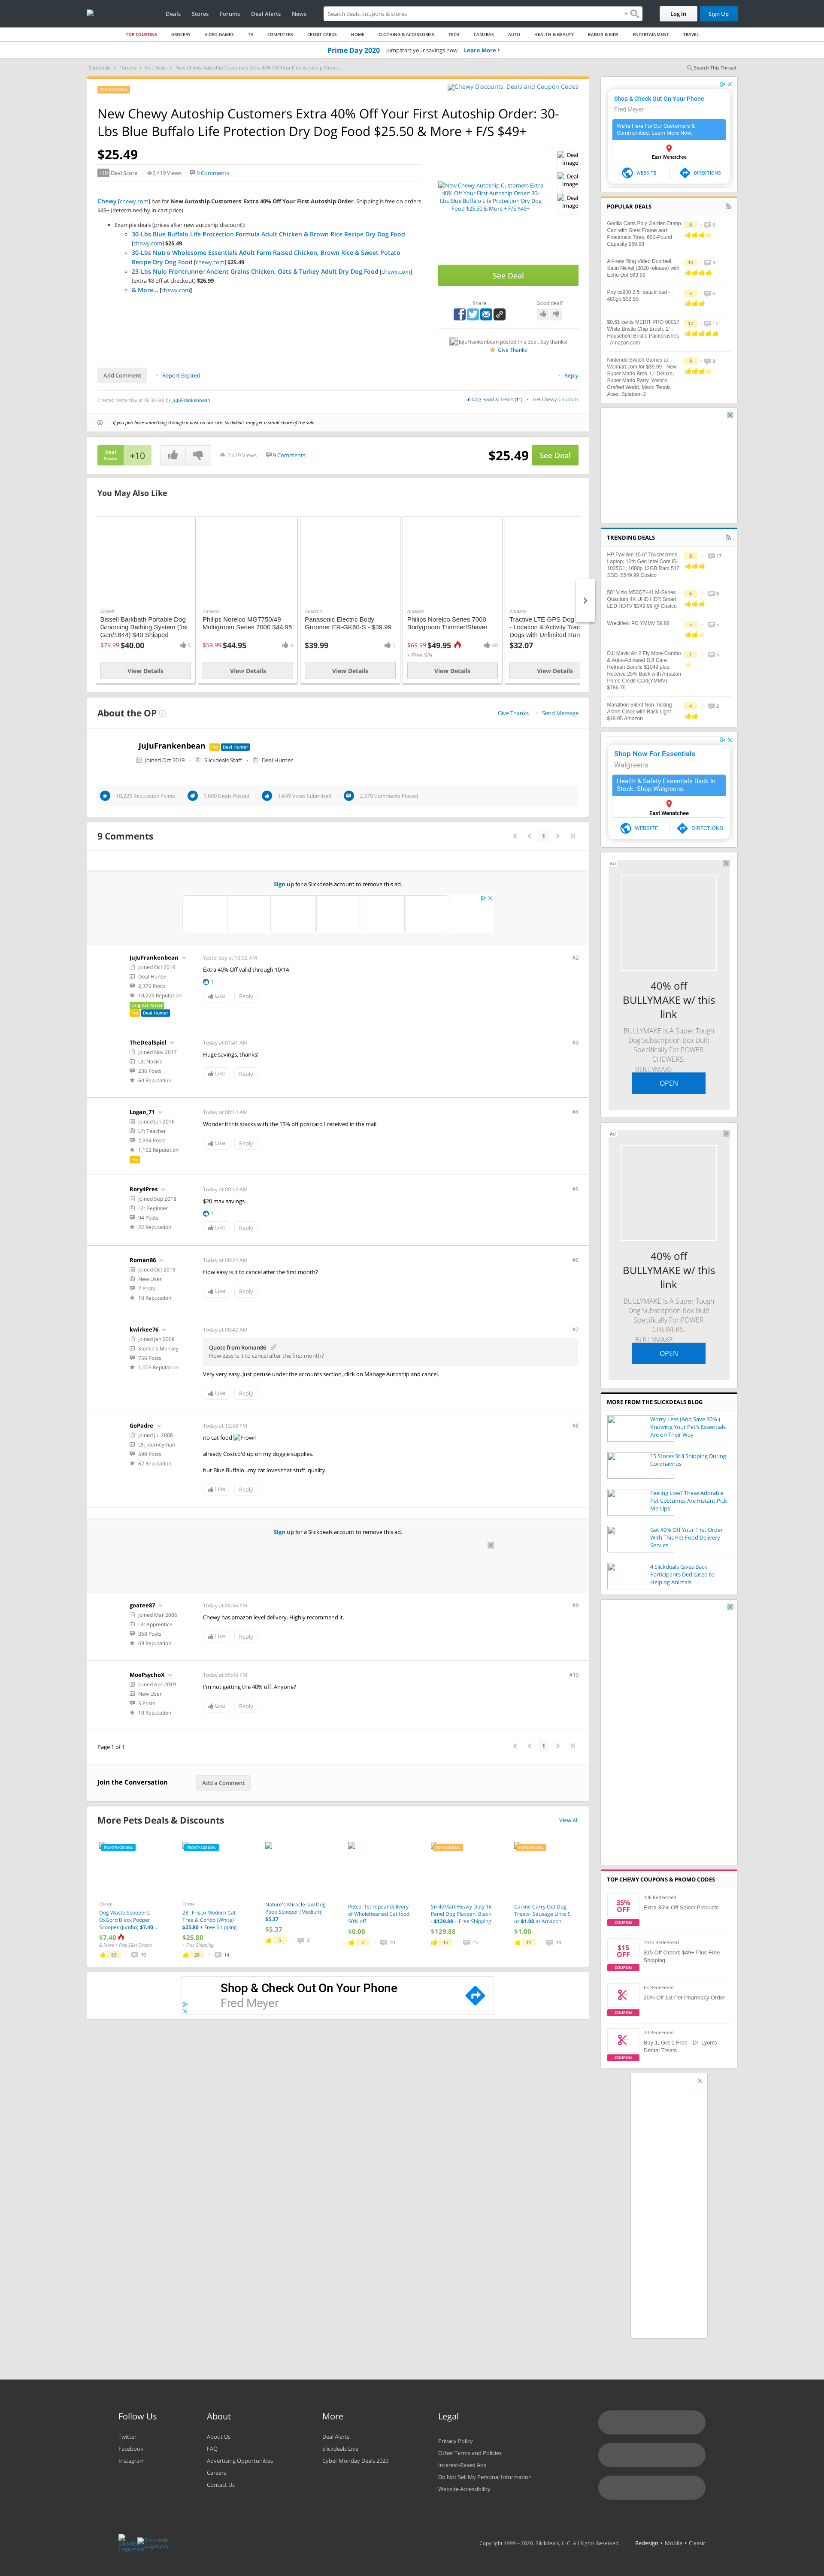 Deals Stores Forums Deal Alerts News
Search deals, coupons & stores
Log In Sign Up
TOP COUPONS GROCERY VIDEO GAMES TV COMPUTERS CREDIT CARDS HOME CLOTHING & ACCESSORIES TECH CAMERAS AUTO HEALTH & BEAUTY BABIES & KIDS ENTERTAINMENT TRAVEL
Prime Day 2020 Jumpstart your savings now Learn More
Slickdeals Forums Hot Deals New Chewy Autoship Customers Extra 40% Off Your First Autoship Order: ...
Search This Thread
POPULAR DEAL
Chewy Discounts, Deals and Coupon Codes
New Chewy Autoship Customers Extra 40% Off Your First Autoship Order: 30-
Lbs Blue Buffalo Life Protection Dry Dog Food $25.50 & More + F/S $49+
$25.49
+10 Deal Score 2,419 Views 9 Comments
Chewy [chewy.com] has for New Autoship Customers: Extra 40% Off Your First Autoship Order. Shipping is free on orders
$49+ (determined by in-cart price).
Example deals (prices after new autoship discount):
30-Lbs Blue Buffalo Life Protection Formula Adult Chicken & Brown Rice Recipe Dry Dog Food
[chewy.com] $25.49
30-Lbs Nutro Wholesome Essentials Adult Farm Raised Chicken, Brown Rice & Sweet Potato
Recipe Dry Dog Food [chewy.com] $25.49
23-Lbs Nulo Frontrunner Ancient Grains Chicken, Oats & Turkey Adult Dry Dog Food [chewy.com]
(extra $8 off at checkout) $26.99
& More... [chewy.com]
New Chewy Autoship Customers Extra
40% Off Your First Autoship Order: 30-
Lbs Blue Buffalo Life Protection Dry Dog
Food $25.50 & More + F/S $49+
Deal
Image
Deal
Image
Deal
Image
See Deal
Share
Good deal?
JuJuFrankenbean posted this deal. Say thanks!
Give Thanks
Add Comment Report Expired
Reply
Created Yesterday at 08:30 AM by JuJuFrankenbean
in Dog Food & Treats (11) Get Chewy Coupons
If you purchase something through a post on our site, Slickdeals may get a small share of the sale.
Deal
Score
+10
2,419 Views 9 Comments
$25.49 See Deal
You May Also Like
Bissell
Bissell Barkbath Portable Dog
Grooming Bathing System (1st
Gen/1844) $40 Shipped
$79.99 $40.00 5
View Details
Amazon
Philips Norelco MG7750/49
Multigroom Series 7000 $44.95
$59.99 $44.95 4
View Details
Amazon
Panasonic Electric Body
Groomer ER-GK60-S - $39.99
$39.99 2
View Details
Amazon
Philips Norelco Series 7000
Bodygroom Trimmer/Shaver
$69.99 $49.95 48
+ Free S/H
View Details
Amazon
Tractive LTE GPS Dog
- Location & Activity Trac
Dogs with Unlimited Ran
$32.07
View Details
About the OP
Give Thanks Send Message
JuJuFrankenbean Pro Deal Hunter
Joined Oct 2019 Slickdeals Staff Deal Hunter
10,229 Reputation Points 1,609 Deals Posted 1,649 Votes Submitted 2,379 Comments Posted
9 Comments
1
Sign up for a Slickdeals account to remove this ad.
JuJuFrankenbean
Joined Oct 2019
Deal Hunter
2,379 Posts
10,229 Reputation
Original Poster
Pro Deal Hunter
Yesterday at 10:02 AM
#2
Extra 40% Off valid through 10/14
1
Like Reply
TheDealSpiel
Joined Nov 2017
L3: Novice
236 Posts
60 Reputation
Today at 07:41 AM
#3
Huge savings, thanks!
Like Reply
Logan_71
Joined Jun 2016
L7: Teacher
2,334 Posts
1,102 Reputation
Pro
Today at 08:14 AM
#4
Wonder if this stacks with the 15% off postcard I received in the mail.
Like Reply
Rory4Pres
Joined Sep 2018
L2: Beginner
94 Posts
22 Reputation
Today at 08:14 AM
#5
$20 max savings.
1
Like Reply
Roman86
Joined Oct 2015
New User
7 Posts
10 Reputation
Today at 08:24 AM
#6
How easy is it to cancel after the first month?
Like Reply
kwirkee76
Joined Jan 2008
Sophie's Monkey
756 Posts
1,005 Reputation
Today at 08:42 AM
#7
Quote from Roman86
How easy is it to cancel after the first month?
Very very easy. Just peruse under the accounts section, click on Manage Autoship and cancel.
Like Reply
GoPadre
Joined Jul 2008
L5: Journeyman
590 Posts
62 Reputation
Today at 12:58 PM
#8
no cat food Frown
already Costco'd up on my doggie supplies.
but Blue Buffalo...my cat loves that stuff. quality
Like Reply
Sign up for a Slickdeals account to remove this ad.
goatee87
Joined Mar 2006
L4: Apprentice
358 Posts
69 Reputation
Today at 04:56 PM
#9
Chewy has amazon level delivery. Highly recommend it.
Like Reply
MoePsychoX
Joined Apr 2019
New User
5 Posts
10 Reputation
Today at 05:48 PM
#10
I'm not getting the 40% off. Anyone?
Like Reply
Page 1 of 1
1
Join the Conversation Add a Comment
More Pets Deals & Discounts
View All
FRONTPAGE DEAL
Chewy
Dog Waste Scoopers:
OxGord Black Pooper
Scooper (Jumbo) $7.40 ...
$7.40
& More + Free S&H Orders
53 70
FRONTPAGE DEAL
Chewy
28" Frisco Modern Cat
Tree & Condo (White)
$25.80 + Free Shipping
$25.80
+ Free Shipping
28 14
Nature's Miracle Jaw Dog
Poop Scooper (Medium)
$5.37
$5.37
5 3
Petco: 1st repeat delivery
of Wholehearted Cat food
50% off
$0.00
7 10
POPULAR DEAL
SmileMart Heavy Duty 16
Panel Dog Playpen, Black
- $129.88 + Free Shipping
$129.88
16 15
POPULAR DEAL
Canine Carry Out Dog
Treats- Sausage Links 5
oz $1.00 at Amazon
$1.00
15 14
Shop & Check Out On Your Phone
Fred Meyer
Shop & Check Out On Your Phone
Fred Meyer
We're Here For Our Customers &
Communities. Learn More Now.
East Wenatchee
WEBSITE DIRECTIONS
POPULAR DEALS
Gorilla Carts Poly Garden Dump
Cart with Steel Frame and
Pneumatic Tires, 600-Pound
Capacity $69.98
8 5
All-new Ring Video Doorbell,
Satin Nickel (2020 release) with
Echo Dot $69.99
10 3
Pny cs900 2.5" sata iii ssd -
480gb $39.99
6 6
$0.61 cents MERIT PRO 00017
White Bristle Chip Brush, 2" -
Household Bristle Paintbrushes
- Amazon.com
17 13
Nintendo Switch Games at
Walmart.com for $39.99 - New
Super Mario Bros. U: Deluxe,
Super Mario Party, Yoshi's
Crafted World, Mario Tennis
Aces, Splatoon 2
9 8
TRENDING DEALS
HP Pavilion 15.6" Touchscreen
Laptop: 10th Gen Intel Core i5-
1035G1; 1080p 12GB Ram 512
SSD; $549.99 Costco
6 17
50" Vizio M50Q7-H1 M-Series
Quantum 4K UHD HDR Smart
LED HDTV $349.99 @ Costco
6 6
Wreckfest PC YMMV $9.88
5 5
DJI Mavic Air 2 Fly More Combo
& Auto-Activated DJI Care
Refresh Bundle $1049 plus
Receive 25% Back with Amazon
Prime Credit Card(YMMV)
$786.75
1 5
Marathon Silent Non-Ticking
Alarm Clock with Back Light -
$19.95 Amazon
4 2
Shop Now For Essentials
Walgreens
Health & Safety Essentials Back In
Stock. Shop Walgreens.
East Wenatchee
WEBSITE DIRECTIONS
Ad
40% off
BULLYMAKE w/ this
link
BULLYMAKE Is A Super Tough
Dog Subscription Box Built
Specifically For POWER
CHEWERS.
BULLYMAKE
OPEN
Ad
40% off
BULLYMAKE w/ this
link
BULLYMAKE Is A Super Tough
Dog Subscription Box Built
Specifically For POWER
CHEWERS.
BULLYMAKE
OPEN
MORE FROM THE SLICKDEALS BLOG
Worry Less (And Save 30% )
Knowing Your Pet's Essentials
Are on Their Way
15 Stores Still Shipping During
Coronavirus
Feeling Low? These Adorable
Pet Costumes Are Instant Pick-
Me-Ups
Get 40% Off Your First Order
With This Pet Food Delivery
Service
4 Slickdeals Gives Back
Participants Dedicated to
Helping Animals
TOP CHEWY COUPONS & PROMO CODES
35%
OFF
COUPON
10k Redeemed
Extra 35% Off Select Products
$15
OFF
COUPON
143k Redeemed
$15 Off Orders $49+ Plus Free
Shipping
COUPON
6k Redeemed
20% Off 1st Pet Pharmacy Order
COUPON
20 Redeemed
Buy 1, Get 1 Free - Dr. Lyon's
Dental Treats
Follow Us
Twitter
Facebook
Instagram
About
About Us
FAQ
Advertising Opportunities
Careers
Contact Us
More
Deal Alerts
Slickdeals Live
Cyber Monday Deals 2020
Legal
Privacy Policy
Other Terms and Policies
Interest-Based Ads
Do Not Sell My Personal Information
Website Accessibility
Slickdeals
Logomark
Slickdeals
Logotype
Copyright 1999 – 2020. Slickdeals, LLC. All Rights Reserved. Redesign • Mobile • Classic